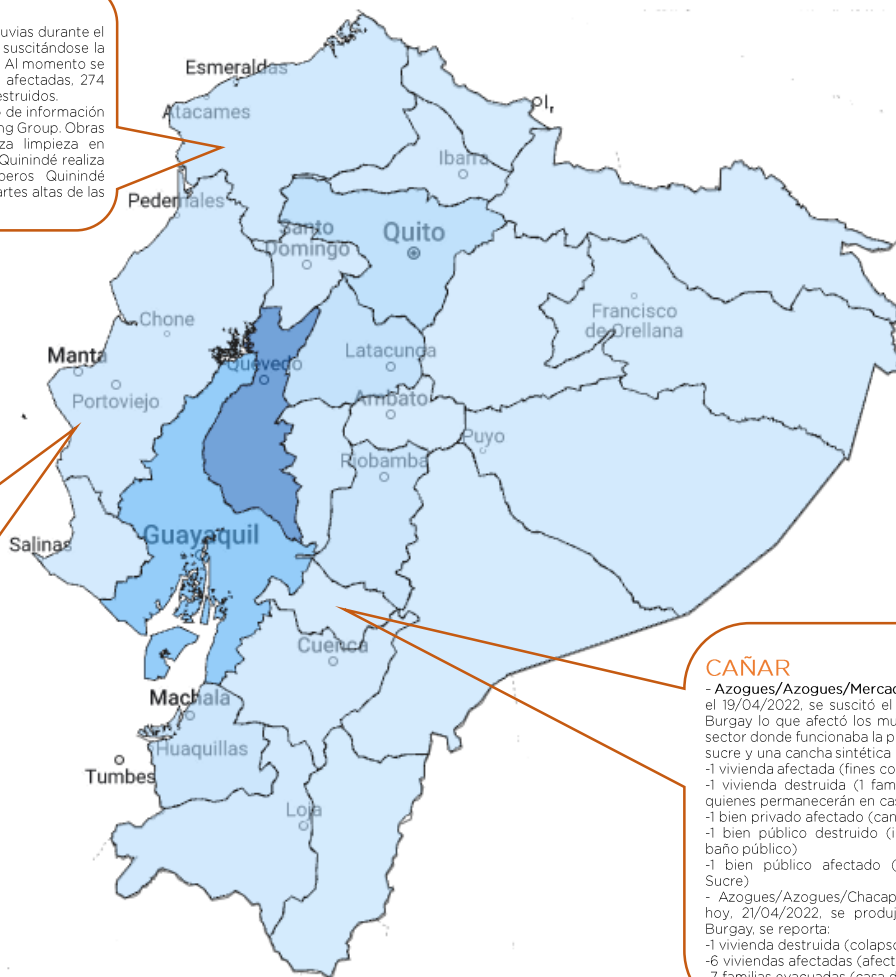 uvias durante el
suscitándose la
Al momento se
afectadas, 274
estruidos.
de información
ng Group. Obras
za limpieza en
Quinindé realiza
peros Quinindé
artes altas de las
Esmeraldas
Atacames
Ibarra
Pedernales
Santo
Domingo
Quito
Chone
Francisco
de Orellana
Manta
Quevedo
Latacunga
Portoviejo
Ambato
Puyo
Riobamba
Guayaquil
Salinas
Cuenca
Machala
Huaquillas
Tumbes
Loja
CAÑAR
- Azogues/Azogues/Mercad
el 19/04/2022, se suscitó el
Burgay lo que afectó los mu
sector donde funcionaba la p
sucre y una cancha sintética
-1 vivienda afectada (fines co
-1 vivienda destruida (1 fam
quienes permanecerán en cas
-1 bien privado afectado (can
-1 bien público destruido (i
baño público)
-1 bien público afectado (
Sucre)
- Azogues/Azogues/Chacap
hoy, 21/04/2022, se produj
Burgay, se reporta:
-1 vivienda destruida (colapso
-6 viviendas afectadas (afect
-7 familias evacuadas (casa d